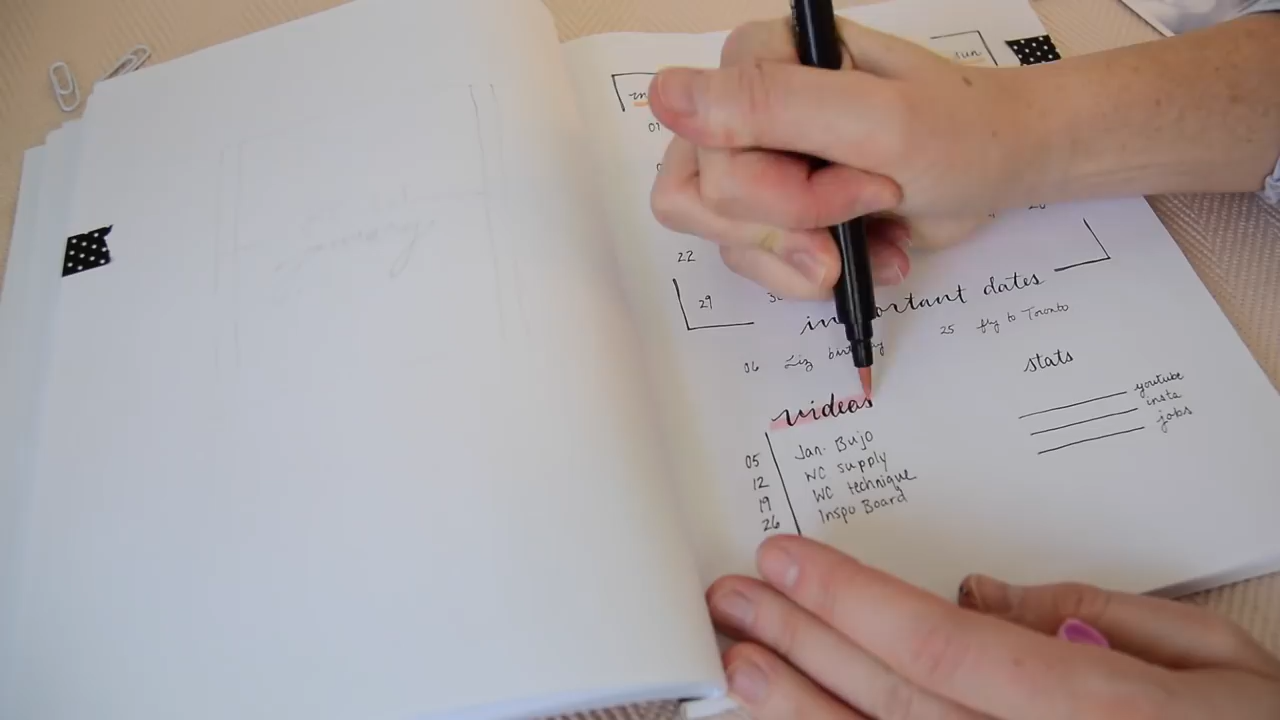 sun
01
22
29
important dates
06 Liz birthday
25 fly to Toronto
videos
05 Jan. Bujo
12 WC supply
19 WC technique
26 Inspo Board
stats
youtube
insta
jobs